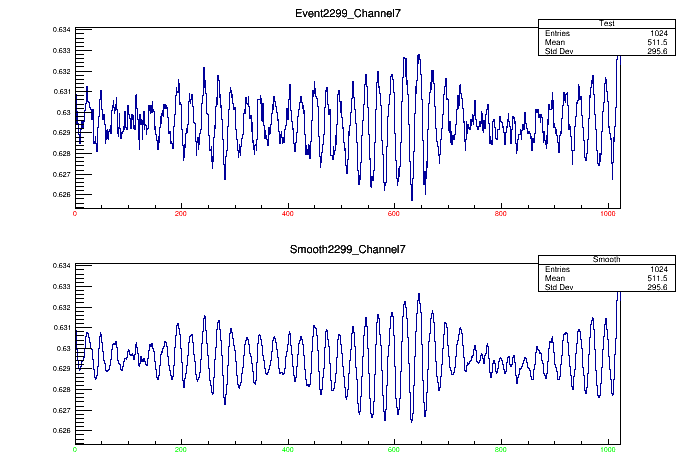 Event2299_Channel7
Test
Entries 1024
Mean 511.5
Std Dev 295.6
0.634
0.633
0.632
0.631
0.63
0.629
0.628
0.627
0.626
0 200 400 600 800 1000
Smooth2299_Channel7
Smooth
Entries 1024
Mean 511.5
Std Dev 295.6
0.634
0.633
0.632
0.631
0.63
0.629
0.628
0.627
0.626
0 200 400 600 800 1000